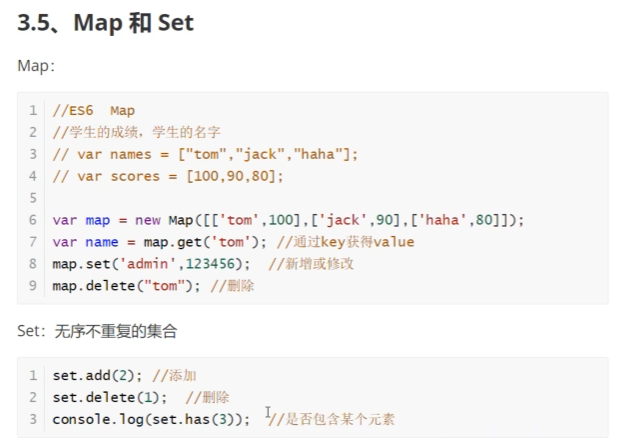 3.5、Map 和 Set
Map：
1 //ES6  Map
2 //学生的成绩，学生的名字
3 // var names = ["tom","jack","haha"];
4 // var scores = [100,90,80];
5
6 var map = new Map([['tom',100],['jack',90],['haha',80]]);
7 var name = map.get('tom'); //通过key获得value
8 map.set('admin',123456);  //新增或修改
9 map.delete("tom"); //删除
Set：无序不重复的集合
1 set.add(2); //添加
2 set.delete(1);  //删除
3 console.log(set.has(3));  //是否包含某个元素